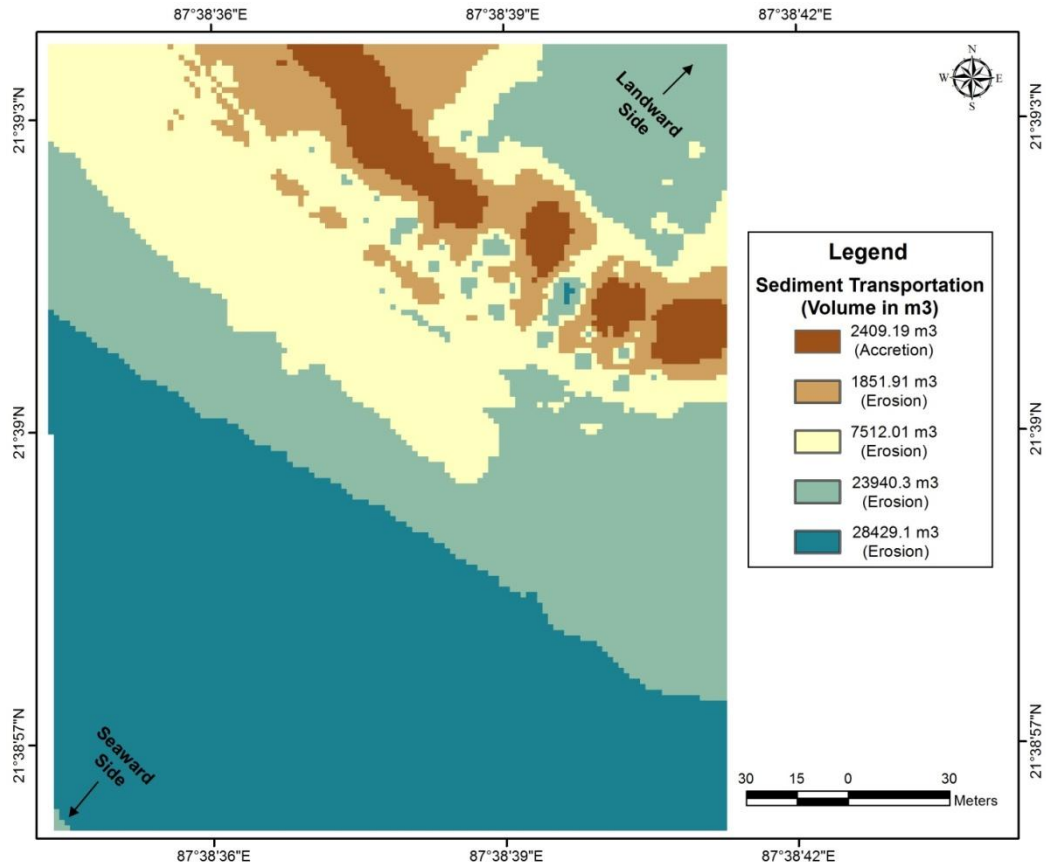 87°38'36"E
87°38'39"E
87°38'42"E
21°39'3"N
21°39'3"N
N
W E
S
Landward
Side
Legend
Sediment Transportation
(Volume in m3)
2409.19 m3
(Accretion)
1851.91 m3
(Erosion)
7512.01 m3
(Erosion)
23940.3 m3
(Erosion)
28429.1 m3
(Erosion)
21°39'N
21°39'N
21°38'57"N
21°38'57"N
Seaward
Side
30 15 0 30
Meters
87°38'36"E
87°38'39"E
87°38'42"E